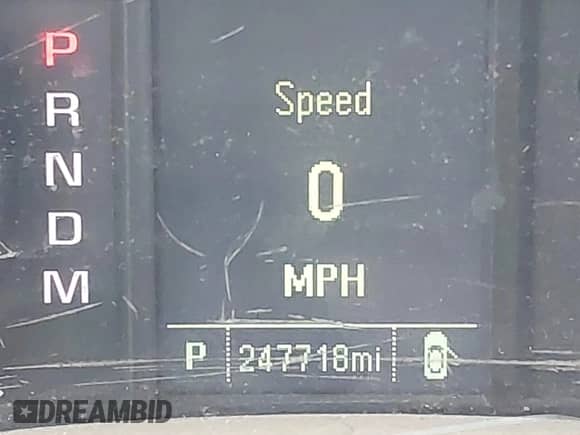 P
R
N
D
M
Speed
0
MPH
P 247718mi
DREAMBID